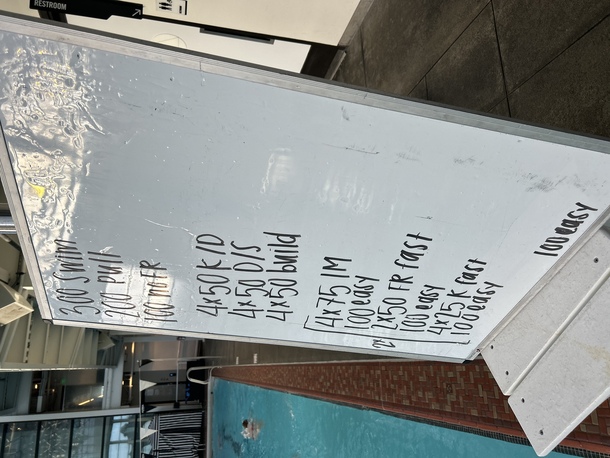 RESTROOM
300 swim
200 pull
100 no FR
4x50 K/D
4x50 D/S
4x50 build
4x75 IM
100 easy
2x50 FR fast
100 easy
4x25 K fast
100 easy
100 easy